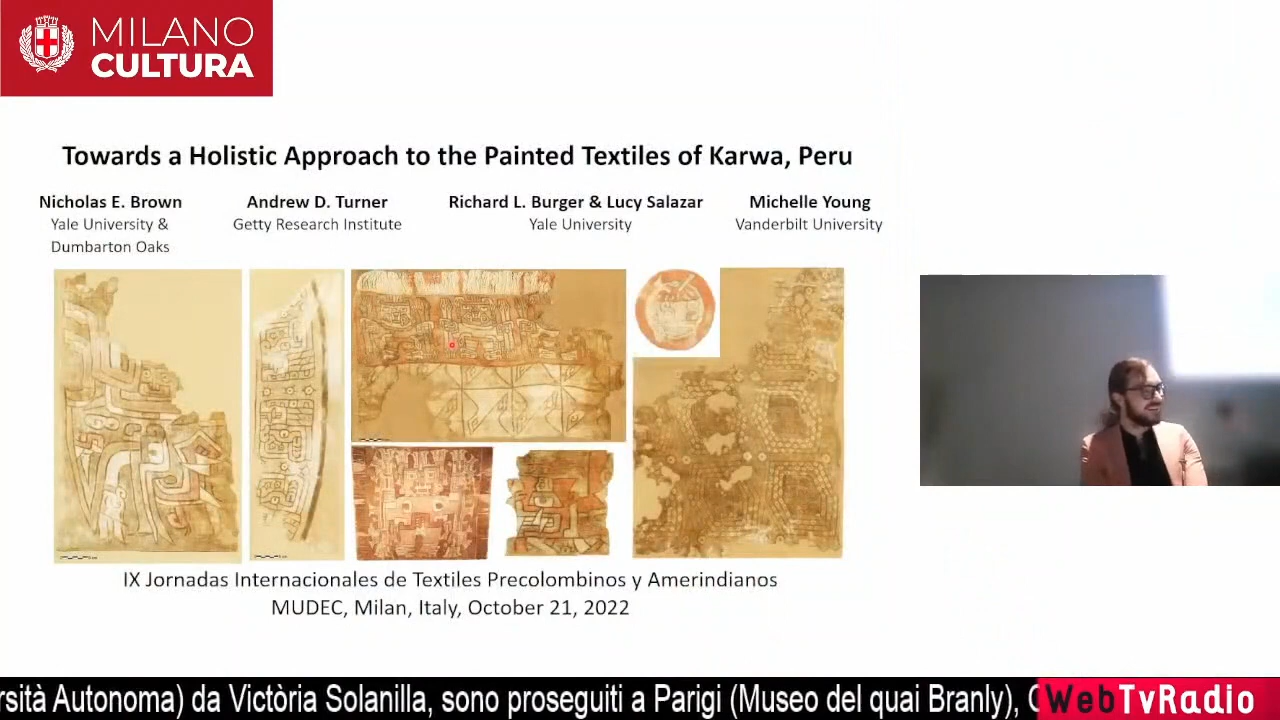 MILANO
CULTURA
Towards a Holistic Approach to the Painted Textiles of Karwa, Peru
Nicholas E. Brown
Yale University &
Dumbarton Oaks
Andrew D. Turner
Getty Research Institute
Richard L. Burger & Lucy Salazar
Yale University
Michelle Young
Vanderbilt University
IX Jornadas Internacionales de Textiles Precolombinos y Amerindianos
MUDEC, Milan, Italy, October 21, 2022
rsità Autonoma) da Victòria Solanilla, sono proseguiti a Parigi (Museo del quai Branly),
WebTvRadio